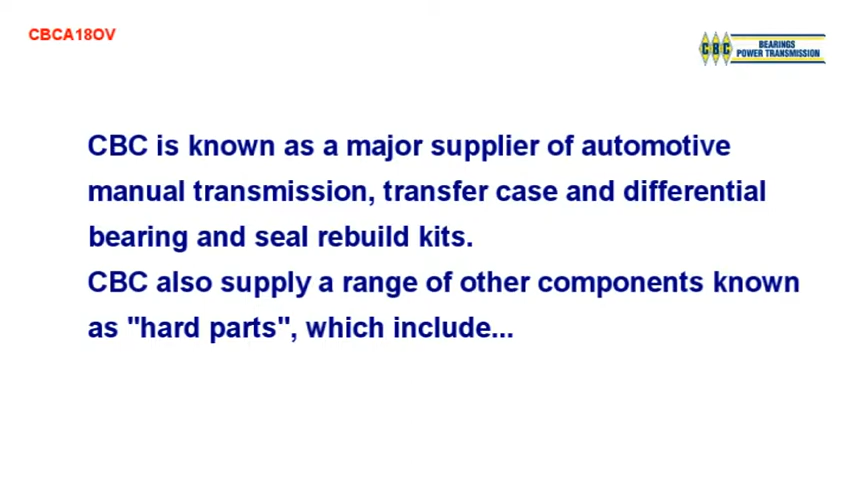 CBCA18OV
CBC BEARINGS
POWER TRANSMISSION
CBC is known as a major supplier of automotive
manual transmission, transfer case and differential
bearing and seal rebuild kits.
CBC also supply a range of other components known
as "hard parts", which include...